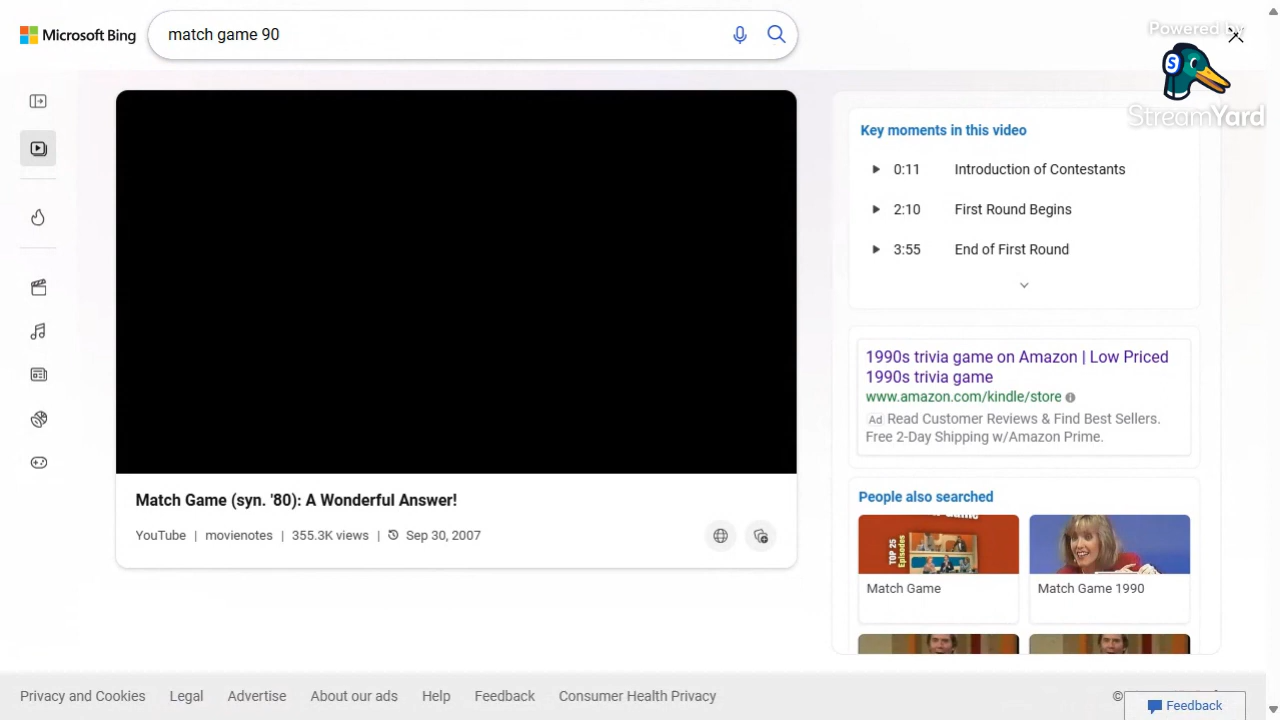 Microsoft Bing
match game 90
Powered by
StreamYard
Key moments in this video
0:11 Introduction of Contestants
2:10 First Round Begins
3:55 End of First Round
1990s trivia game on Amazon | Low Priced
1990s trivia game
www.amazon.com/kindle/store
Ad Read Customer Reviews & Find Best Sellers.
Free 2-Day Shipping w/Amazon Prime.
Match Game (syn. '80): A Wonderful Answer!
YouTube | movienotes | 355.3K views | Sep 30, 2007
People also searched
TOP 25
Episodes
Match Game
Match Game 1990
Privacy and Cookies Legal Advertise About our ads Help Feedback Consumer Health Privacy
©
Feedback